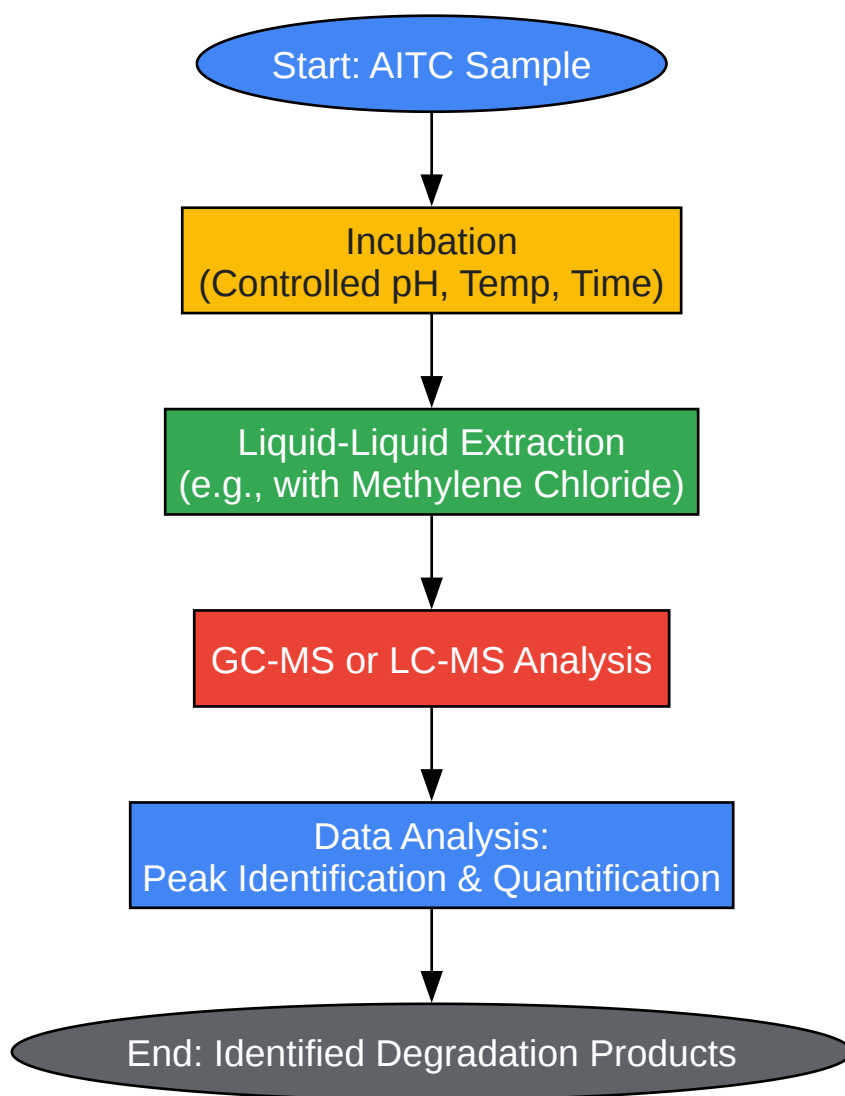 Start: AITC Sample
Incubation
(Controlled pH, Temp, Time)
Liquid-Liquid Extraction
(e.g., with Methylene Chloride)
GC-MS or LC-MS Analysis
Data Analysis:
Peak Identification & Quantification
End: Identified Degradation Products